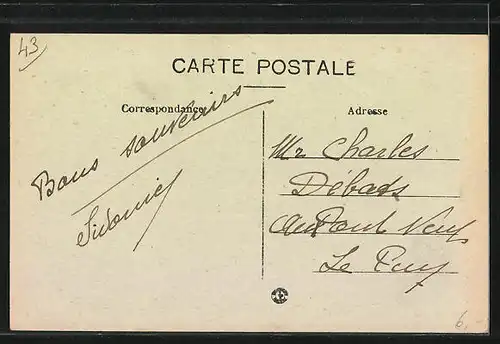 43
CARTE POSTALE
Correspondance
Adresse
Bons souvenirs
Sidonie
Mr Charles
Débats
au Pont Neuf
Le Puy
6.-